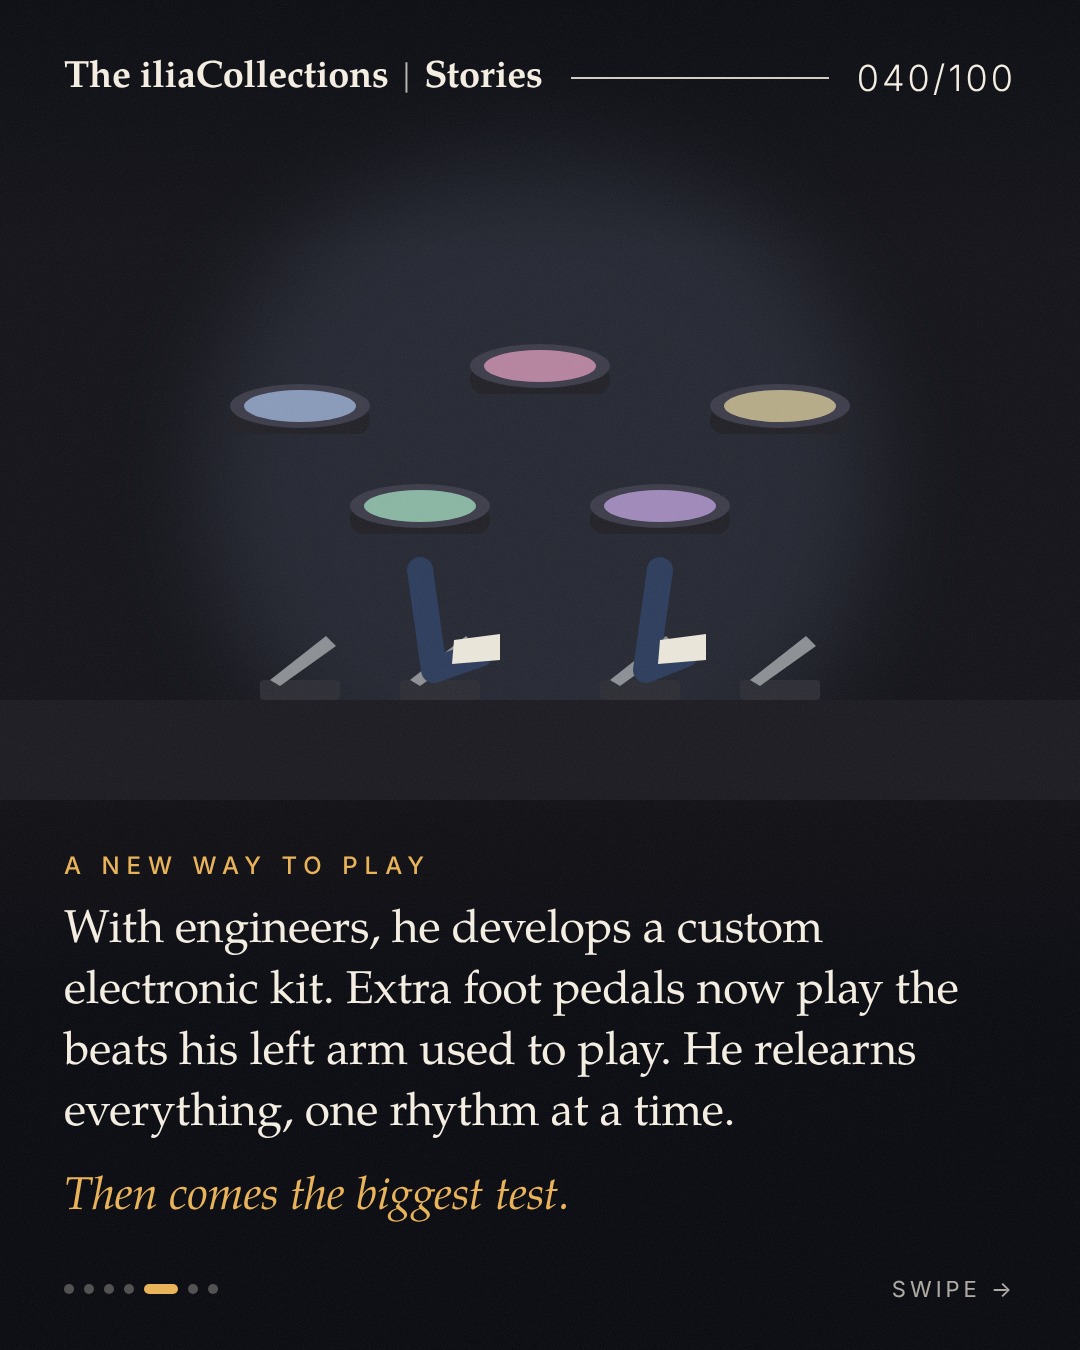 The iliaCollections | Stories 040/100
A NEW WAY TO PLAY
With engineers, he develops a custom
electronic kit. Extra foot pedals now play the
beats his left arm used to play. He relearns
everything, one rhythm at a time.
Then comes the biggest test.
SWIPE →